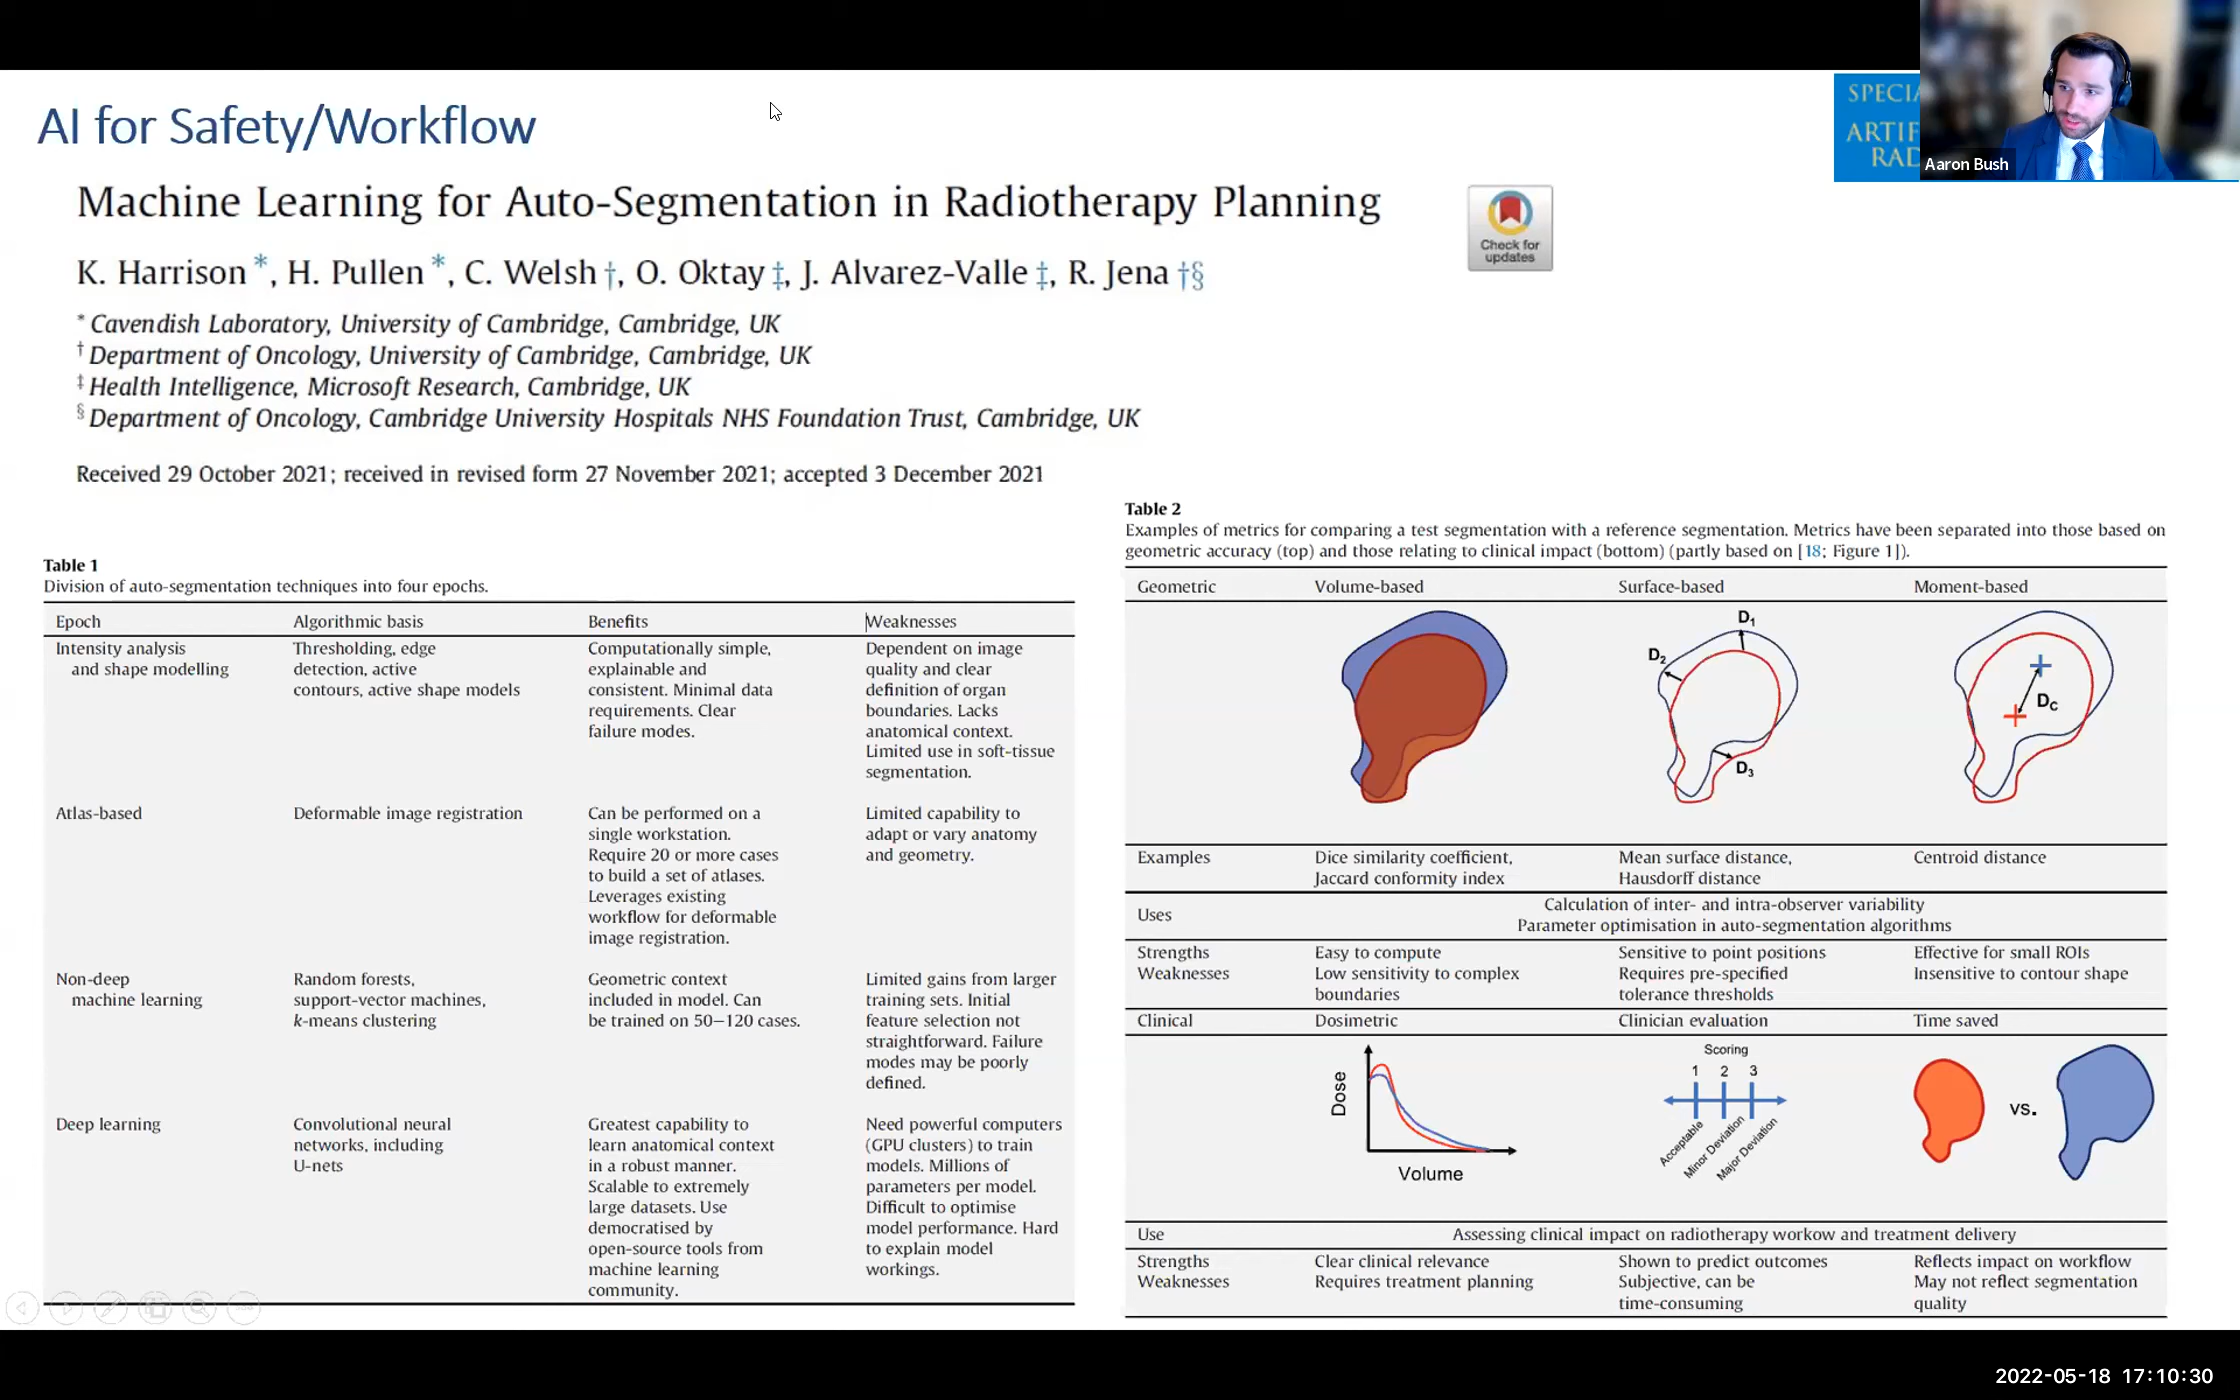 AI for Safety/Workflow
SPECIA
ARTIF
RAD
Aaron Bush
Machine Learning for Auto-Segmentation in Radiotherapy Planning
Check for
updates
K. Harrison *, H. Pullen *, C. Welsh †, O. Oktay ‡, J. Alvarez-Valle ‡, R. Jena †§
* Cavendish Laboratory, University of Cambridge, Cambridge, UK
† Department of Oncology, University of Cambridge, Cambridge, UK
‡ Health Intelligence, Microsoft Research, Cambridge, UK
§ Department of Oncology, Cambridge University Hospitals NHS Foundation Trust, Cambridge, UK
Received 29 October 2021; received in revised form 27 November 2021; accepted 3 December 2021
Table 1
Division of auto-segmentation techniques into four epochs.
Epoch Algorithmic basis Benefits Weaknesses
Intensity analysis Thresholding, edge Computationally simple, Dependent on image
and shape modelling detection, active explainable and quality and clear
contours, active shape models consistent. Minimal data definition of organ
requirements. Clear boundaries. Lacks
failure modes. anatomical context.
Limited use in soft-tissue
segmentation.
Atlas-based Deformable image registration Can be performed on a Limited capability to
single workstation. adapt or vary anatomy
Require 20 or more cases and geometry.
to build a set of atlases.
Leverages existing
workflow for deformable
image registration.
Non-deep Random forests, Geometric context Limited gains from larger
machine learning support-vector machines, included in model. Can training sets. Initial
k-means clustering be trained on 50–120 cases. feature selection not
straightforward. Failure
modes may be poorly
defined.
Deep learning Convolutional neural Greatest capability to Need powerful computers
networks, including learn anatomical context (GPU clusters) to train
U-nets in a robust manner. models. Millions of
Scalable to extremely parameters per model.
large datasets. Use Difficult to optimise
democratised by model performance. Hard
open-source tools from to explain model
machine learning workings.
community.
Table 2
Examples of metrics for comparing a test segmentation with a reference segmentation. Metrics have been separated into those based on
geometric accuracy (top) and those relating to clinical impact (bottom) (partly based on [18; Figure 1]).
Geometric Volume-based Surface-based Moment-based
D1
D2
D3
DC
Examples Dice similarity coefficient, Mean surface distance, Centroid distance
Jaccard conformity index Hausdorff distance
Uses Calculation of inter- and intra-observer variability
Parameter optimisation in auto-segmentation algorithms
Strengths Easy to compute Sensitive to point positions Effective for small ROIs
Weaknesses Low sensitivity to complex Requires pre-specified Insensitive to contour shape
boundaries tolerance thresholds
Clinical Dosimetric Clinician evaluation Time saved
Dose
Volume
Scoring
1 2 3
Acceptable
Minor Deviation
Major Deviation
vs.
Use Assessing clinical impact on radiotherapy workow and treatment delivery
Strengths Clear clinical relevance Shown to predict outcomes Reflects impact on workflow
Weaknesses Requires treatment planning Subjective, can be May not reflect segmentation
time-consuming quality
2022-05-18 17:10:30